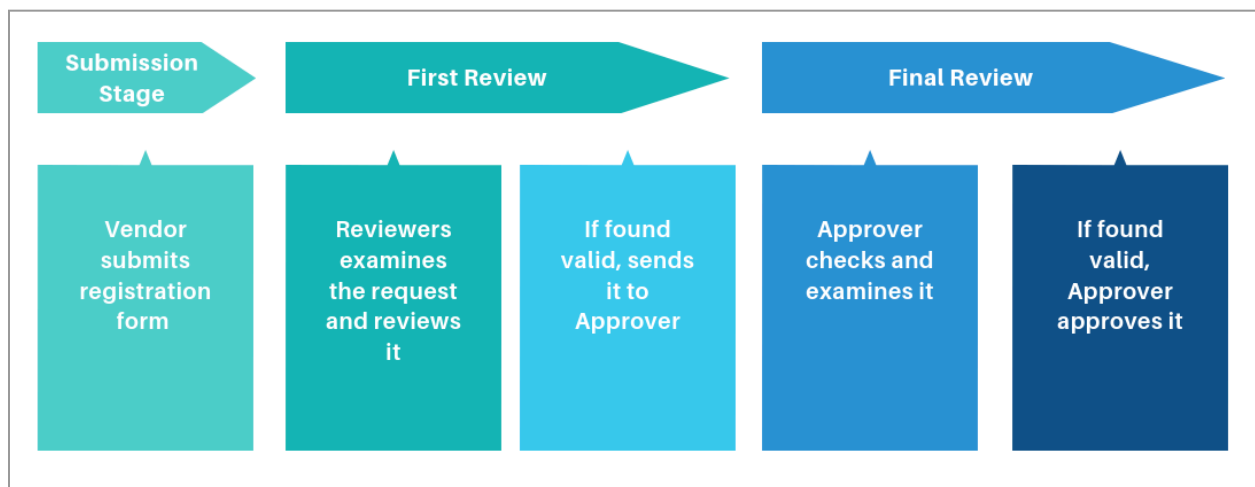 Submission
Stage
First Review
Final Review
Vendor
submits
registration
form
Reviewers
examines
the request
and reviews
it
If found
valid, sends
it to
Approver
Approver
checks and
examines it
If found
valid,
Approver
approves it